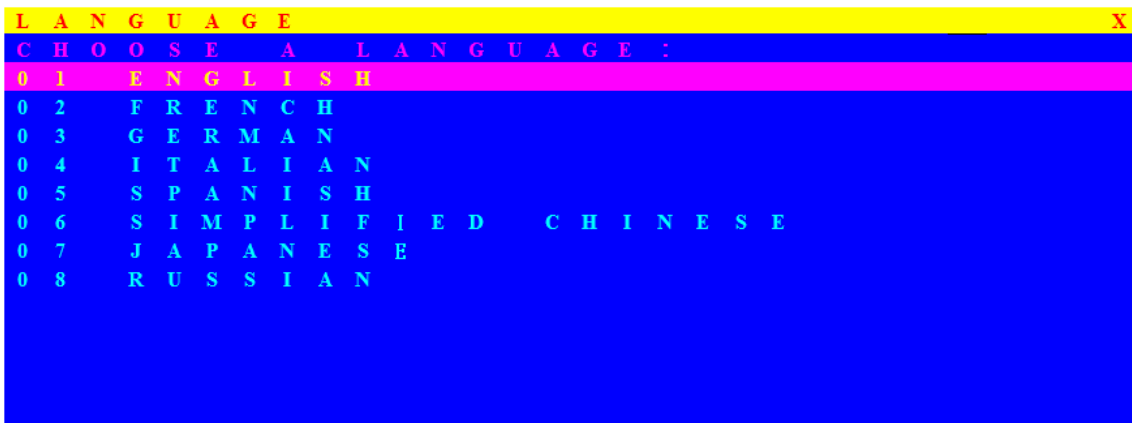 LANGUAGE X
CHOOSE A LANGUAGE:
01 ENGLISH
02 FRENCH
03 GERMAN
04 ITALIAN
05 SPANISH
06 SIMPLIFIED CHINESE
07 JAPANESE
08 RUSSIAN